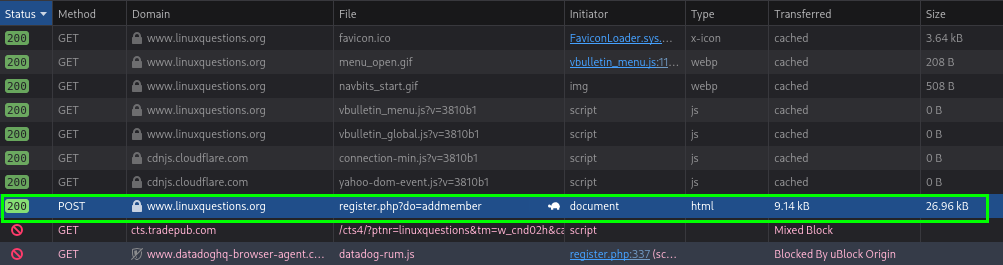 Status Method Domain File Initiator Type Transferred Size
200 GET www.linuxquestions.org favicon.ico FaviconLoader.sys.… x-icon cached 3.64 kB
200 GET www.linuxquestions.org menu_open.gif vbulletin_menu.js:11… webp cached 208 B
200 GET www.linuxquestions.org navbits_start.gif img webp cached 508 B
200 GET www.linuxquestions.org vbulletin_menu.js?v=3810b1 script js cached 0 B
200 GET www.linuxquestions.org vbulletin_global.js?v=3810b1 script js cached 0 B
200 GET cdnjs.cloudflare.com connection-min.js?v=3810b1 script js cached 0 B
200 GET cdnjs.cloudflare.com yahoo-dom-event.js?v=3810b1 script js cached 0 B
200 POST www.linuxquestions.org register.php?do=addmember document html 9.14 kB 26.96 kB
GET cts.tradepub.com /cts4/?ptnr=linuxquestions&tm=w_cnd02h&ca script Mixed Block
GET www.datadoghq-browser-agent.c… datadog-rum.js register.php:337 (sc… Blocked By uBlock Origin